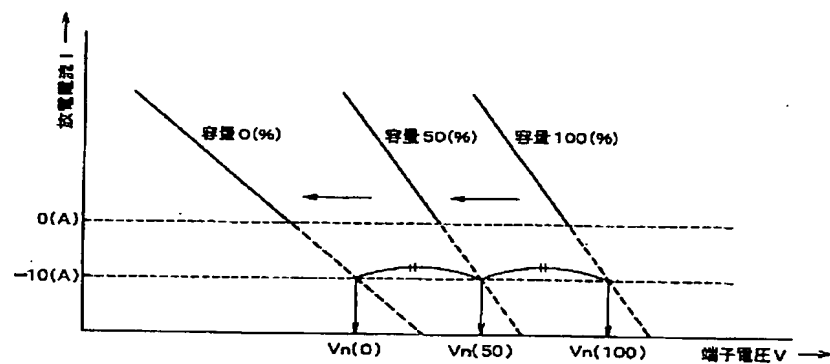 放電電流 I →
容量 0(%)
容量 50(%)
容量 100(%)
0(A)
-10(A)
Vn(0)
Vn(50)
Vn(100)
端子電圧 V →